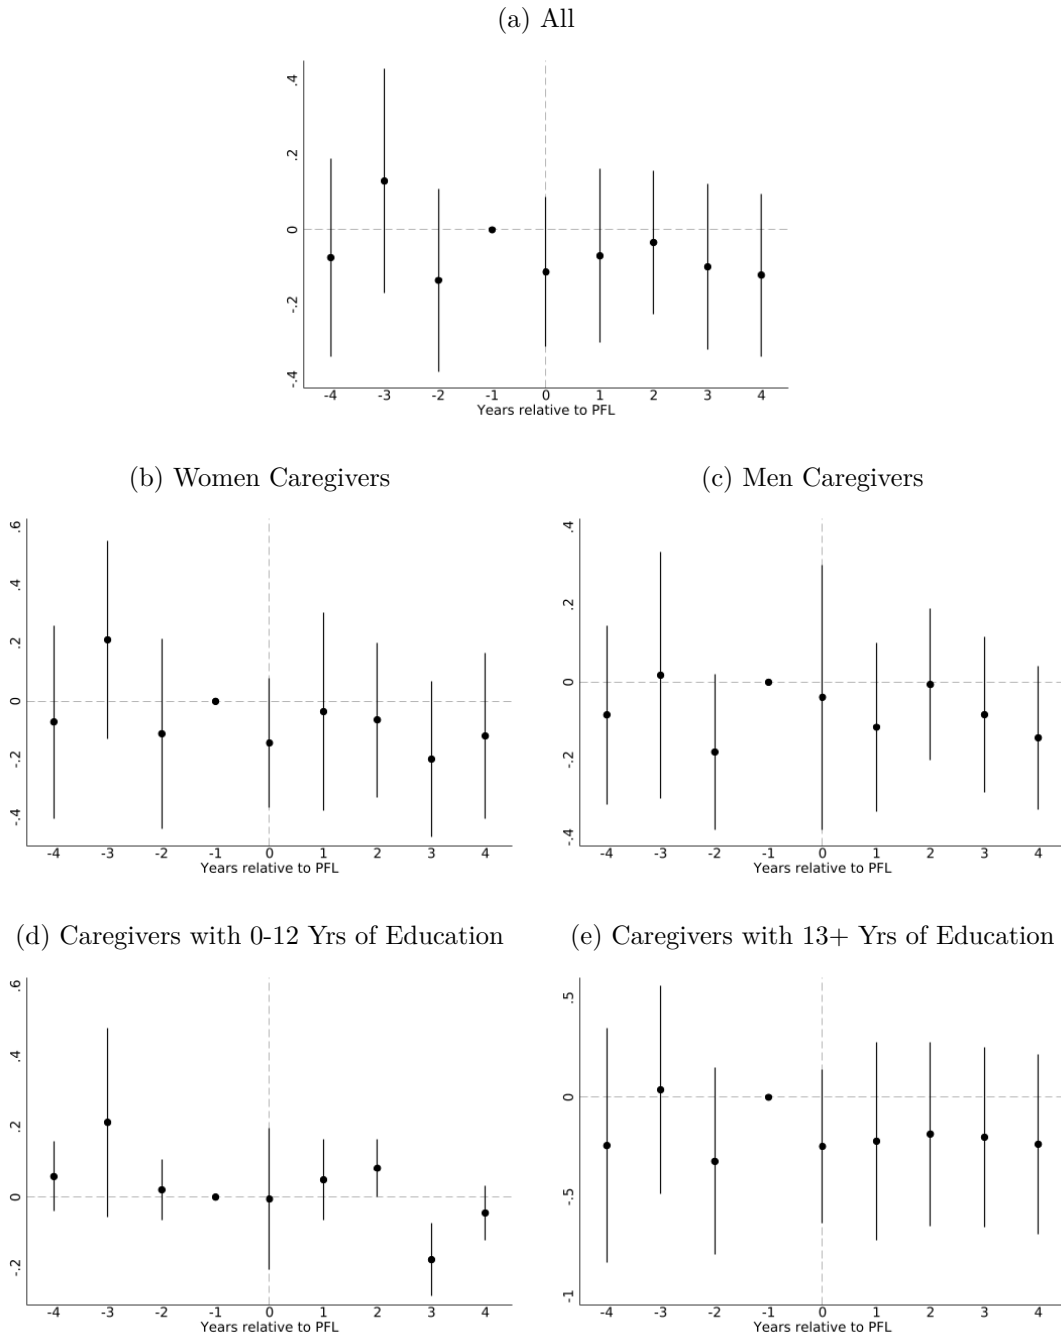 (a) All
.4
.2
0
-.2
-.4
-4 -3 -2 -1 0 1 2 3 4
Years relative to PFL
(b) Women Caregivers
.6
.4
.2
0
-.2
-.4
-4 -3 -2 -1 0 1 2 3 4
Years relative to PFL
(c) Men Caregivers
.4
.2
0
-.2
-.4
-4 -3 -2 -1 0 1 2 3 4
Years relative to PFL
(d) Caregivers with 0-12 Yrs of Education
.6
.4
.2
0
-.2
-4 -3 -2 -1 0 1 2 3 4
Years relative to PFL
(e) Caregivers with 13+ Yrs of Education
.5
0
-.5
-1
-4 -3 -2 -1 0 1 2 3 4
Years relative to PFL